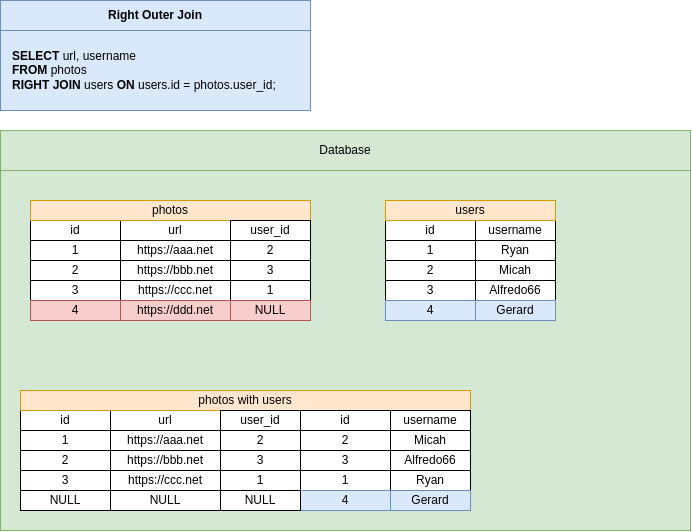 Right Outer Join
SELECT url, username
FROM photos
RIGHT JOIN users ON users.id = photos.user_id;
Database
photos
id url user_id
1 https://aaa.net 2
2 https://bbb.net 3
3 https://ccc.net 1
4 https://ddd.net NULL
users
id username
1 Ryan
2 Micah
3 Alfredo66
4 Gerard
photos with users
id url user_id id username
1 https://aaa.net 2 2 Micah
2 https://bbb.net 3 3 Alfredo66
3 https://ccc.net 1 1 Ryan
NULL NULL NULL 4 Gerard